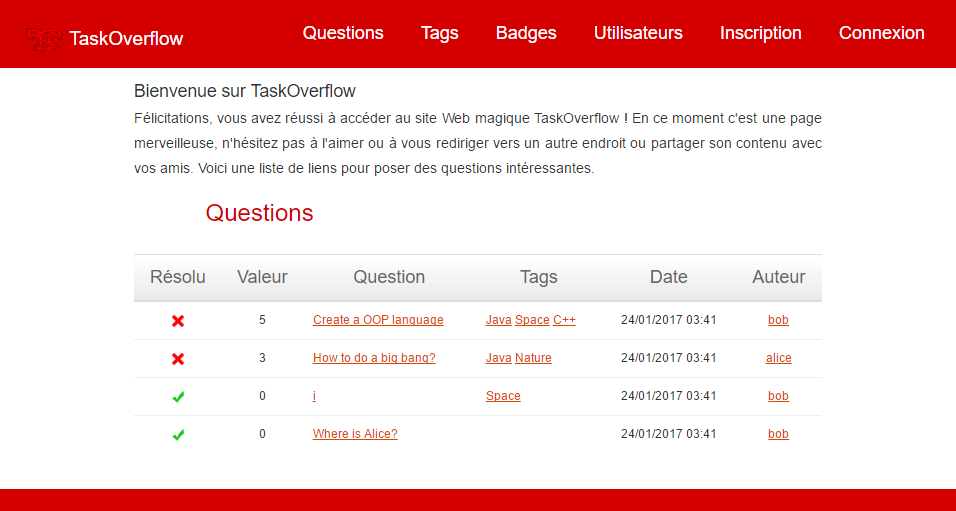 TaskOverflow Questions Tags Badges Utilisateurs Inscription Connexion
Bienvenue sur TaskOverflow
Félicitations, vous avez réussi à accéder au site Web magique TaskOverflow ! En ce moment c'est une page
merveilleuse, n'hésitez pas à l'aimer ou à vous rediriger vers un autre endroit ou partager son contenu avec
vos amis. Voici une liste de liens pour poser des questions intéressantes.
Questions
Résolu Valeur Question Tags Date Auteur
5 Create a OOP language Java Space C++ 24/01/2017 03:41 bob
3 How to do a big bang? Java Nature 24/01/2017 03:41 alice
0 i Space 24/01/2017 03:41 bob
0 Where is Alice? 24/01/2017 03:41 bob